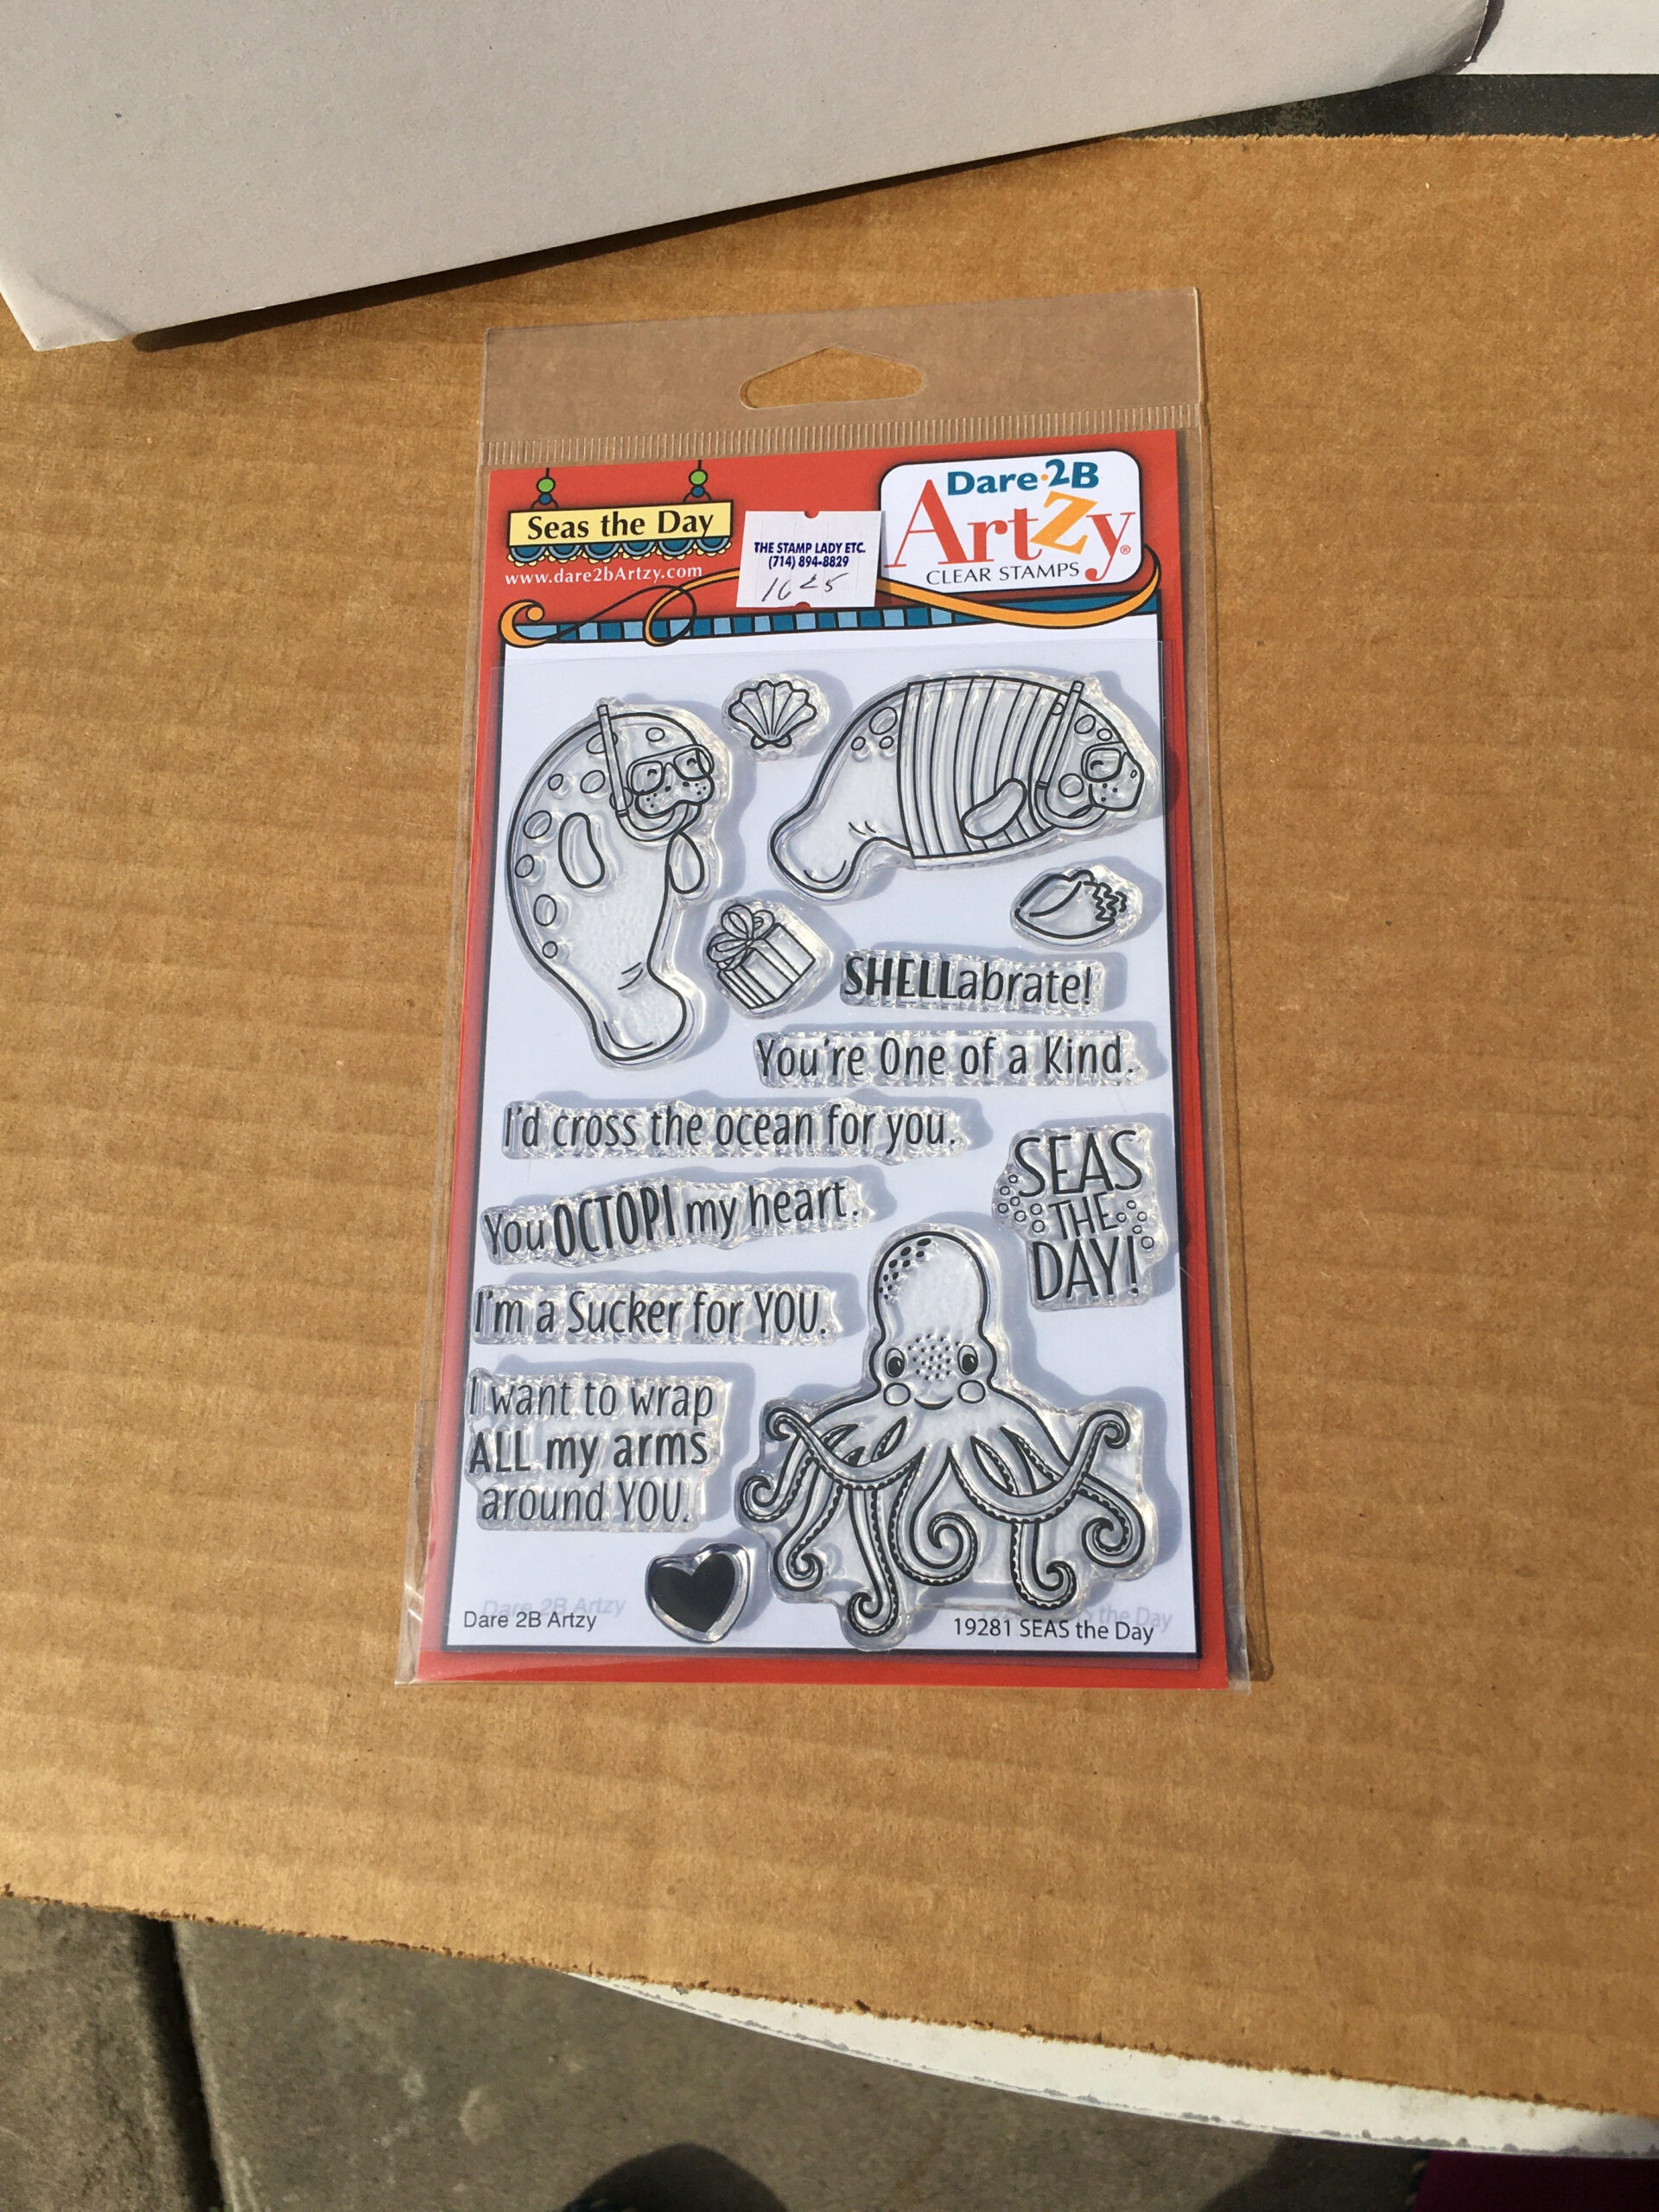 Seas the Day
www.dare2bArtzy.com
THE STAMP LADY ETC.
(714) 894-8829
16 25
Dare·2B
ArtZy®
CLEAR STAMPS
SHELLabrate!
You're One of a Kind.
I'd cross the ocean for you.
SEAS
THE
DAY!
You OCTOPI my heart.
I'm a Sucker for YOU.
I want to wrap
ALL my arms
around YOU.
Dare 2B Artzy
19281 SEAS the Day